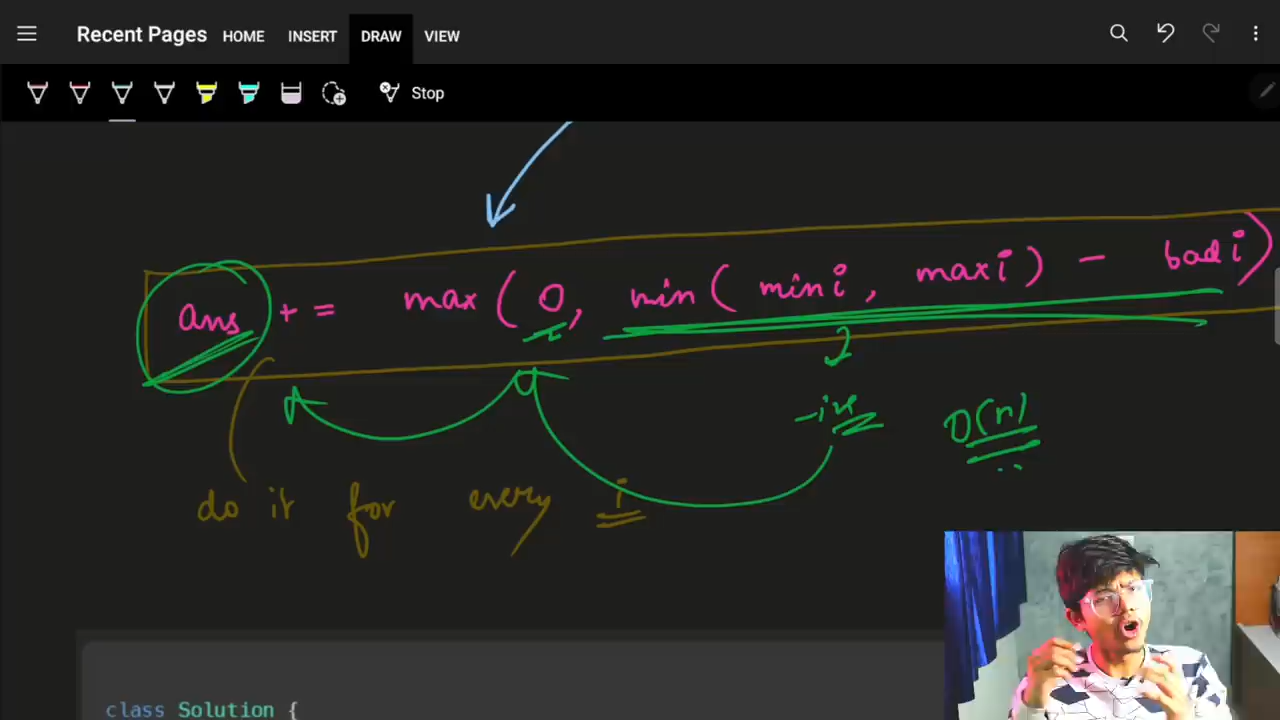 Recent Pages HOME INSERT DRAW VIEW
Stop
ans += max(0, min(mini, maxi) - badi)
-ive O(n)
do it for every i
class Solution {